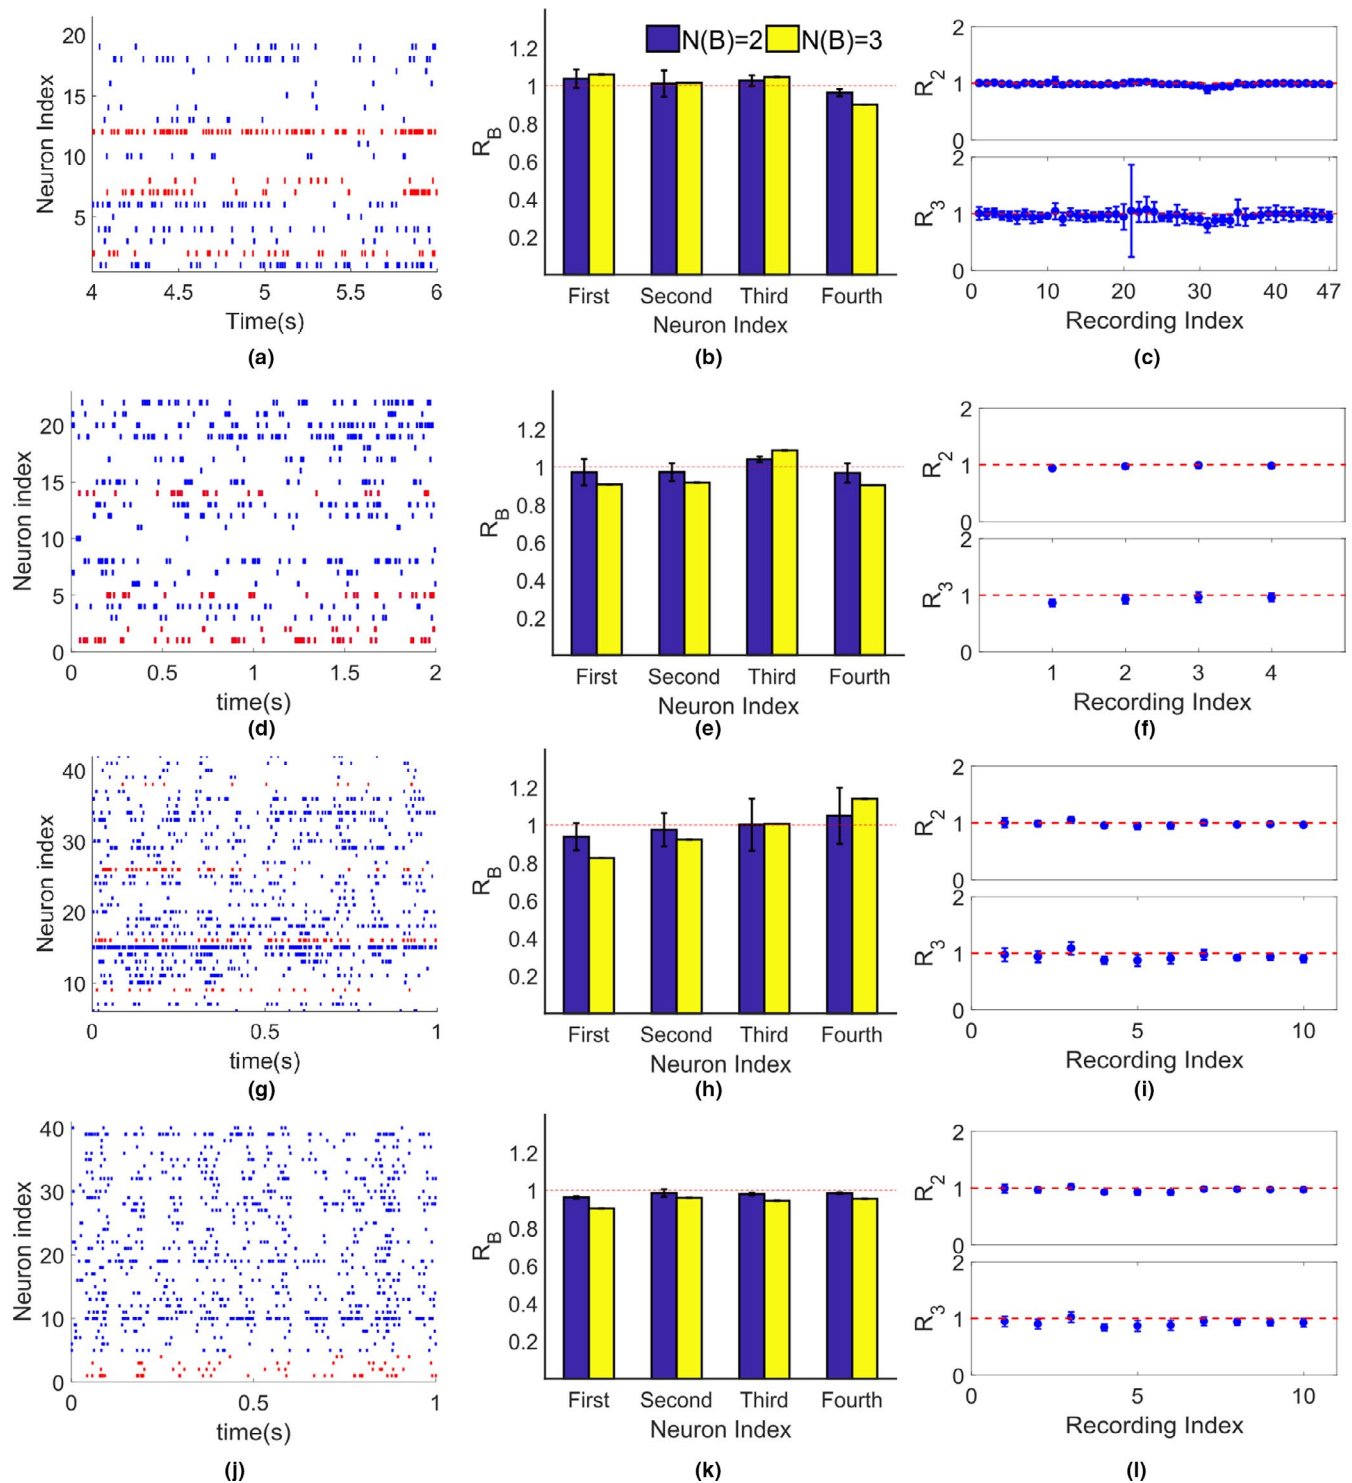 20
15
10
5
Neuron Index
4 4.5 5 5.5 6
Time(s)
(a)
N(B)=2 N(B)=3
1.2
1
0.8
0.6
0.4
0.2
R_B
First Second Third Fourth
Neuron Index
(b)
2
1
0
R_2
2
1
0
R_3
0 10 20 30 40 47
Recording Index
(c)
20
15
10
5
0
Neuron index
0 0.5 1 1.5 2
time(s)
(d)
1.2
1
0.8
0.6
0.4
0.2
R_B
First Second Third Fourth
Neuron Index
(e)
2
1
0
R_2
2
1
0
R_3
1 2 3 4
Recording Index
(f)
40
30
20
10
Neuron index
0 0.5 1
time(s)
(g)
1.2
1
0.8
0.6
0.4
0.2
R_B
First Second Third Fourth
Neuron Index
(h)
2
1
0
R_2
2
1
0
R_3
0 5 10
Recording Index
(i)
40
30
20
10
0
Neuron index
0 0.5 1
time(s)
(j)
1.2
1
0.8
0.6
0.4
0.2
R_B
First Second Third Fourth
Neuron Index
(k)
2
1
0
R_2
2
1
0
R_3
0 5 10
Recording Index
(l)